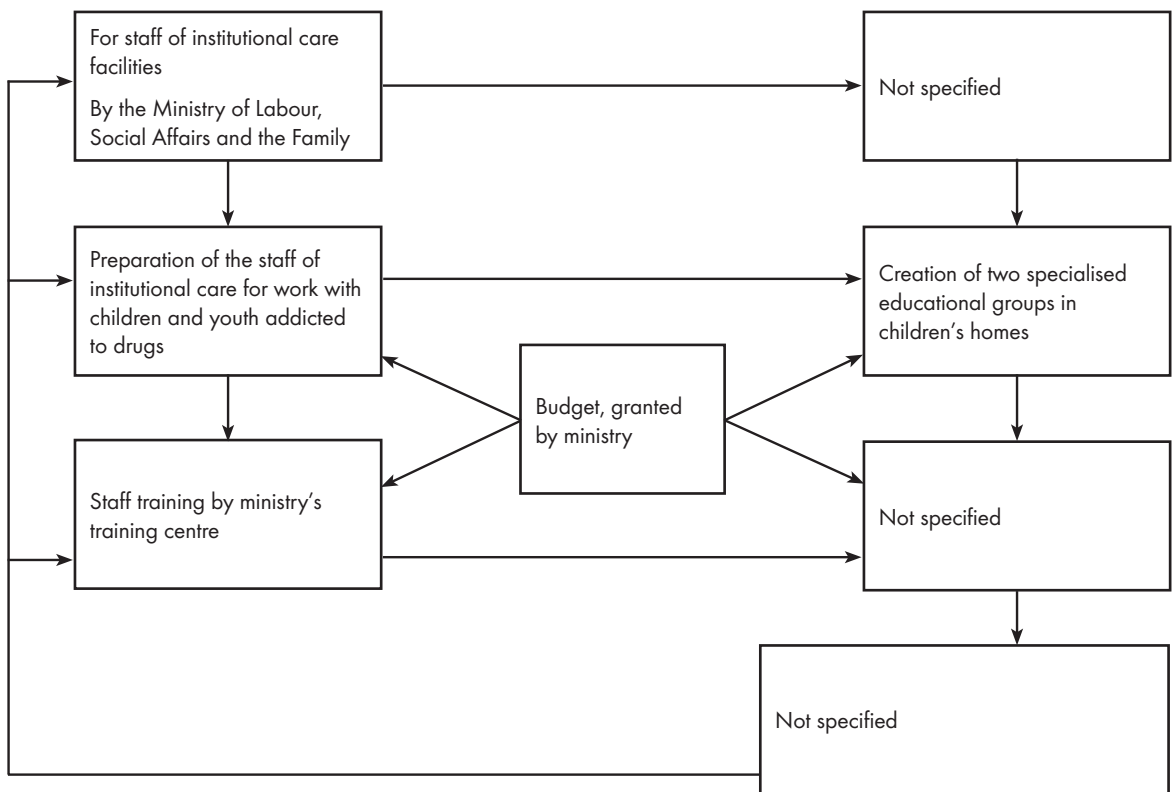 For staff of institutional care
facilities
By the Ministry of Labour,
Social Affairs and the Family
Not specified
Preparation of the staff of
institutional care for work with
children and youth addicted
to drugs
Creation of two specialised
educational groups in
children's homes
Budget, granted
by ministry
Staff training by ministry's
training centre
Not specified
Not specified